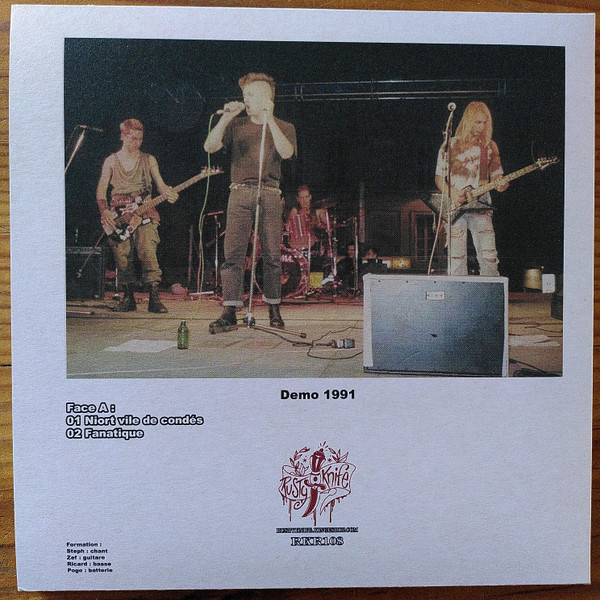 Demo 1991
Face A :
01 Niort vile de condés
02 Fanatique
Rusty Knife
RKR108
Formation :
Steph : chant
Zef : guitare
Ricard : basse
Pogo : batterie